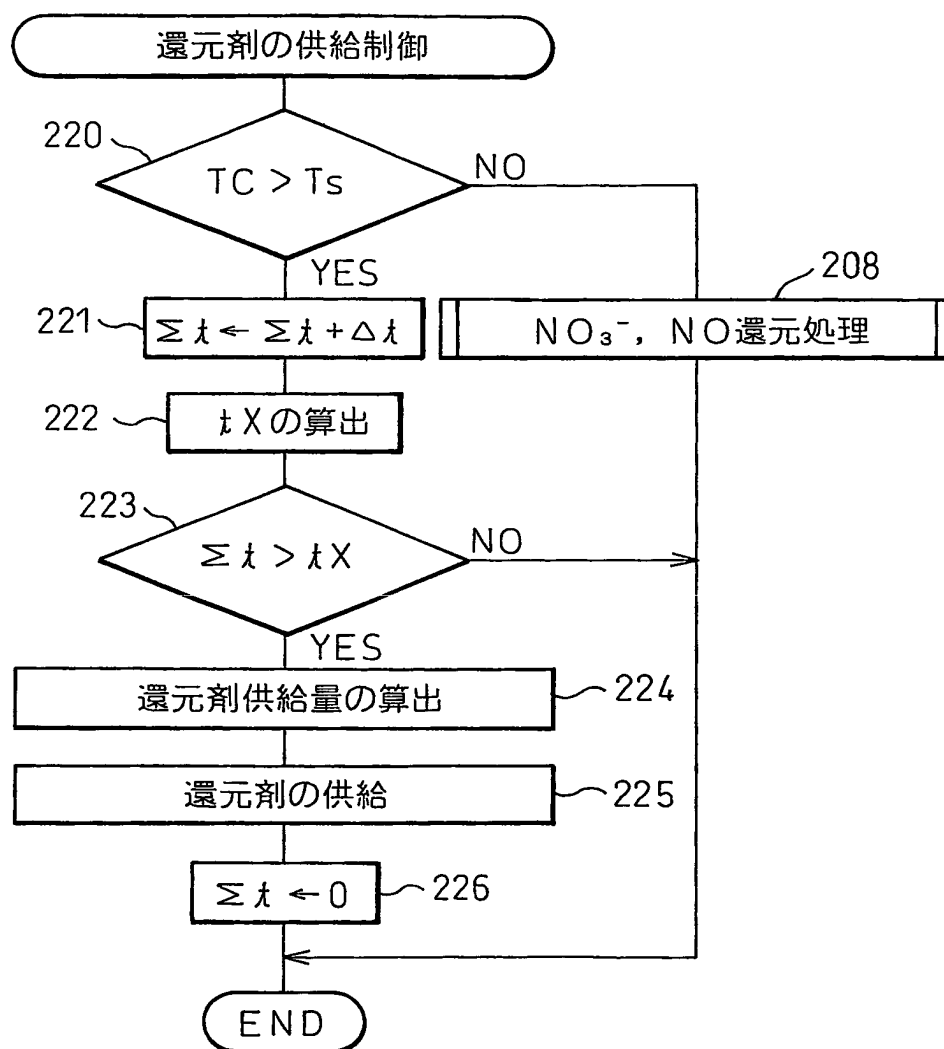 還元剤の供給制御
220
TC > Ts
NO
YES
208
NO₃⁻, NO還元処理
221
Σt ← Σt + Δt
222
tXの算出
223
Σt > tX
NO
YES
還元剤供給量の算出
224
還元剤の供給
225
Σt ← 0
226
END